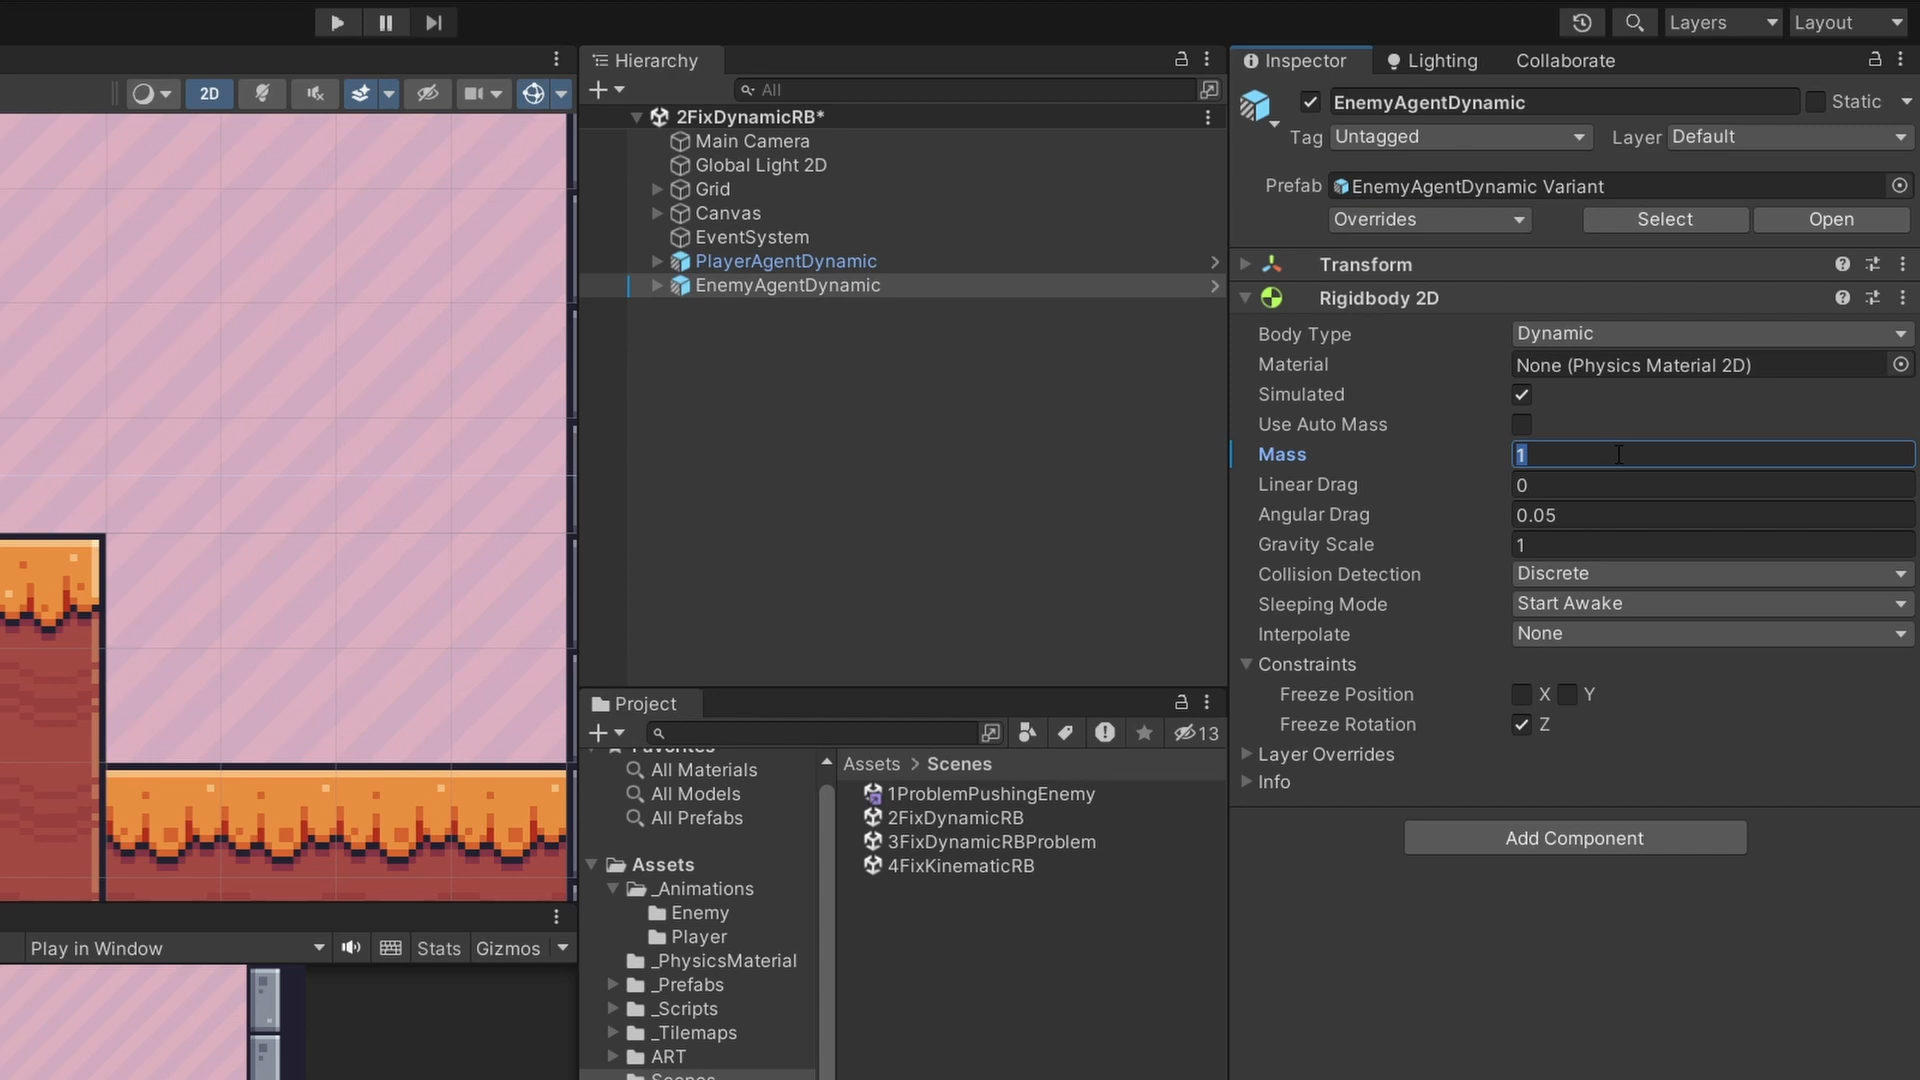 Layers
Layout
2D
Play in Window
Stats
Gizmos
Hierarchy
All
2FixDynamicRB*
Main Camera
Global Light 2D
Grid
Canvas
EventSystem
PlayerAgentDynamic
EnemyAgentDynamic
Project
13
Favorites
All Materials
All Models
All Prefabs
Assets
_Animations
Enemy
Player
_PhysicsMaterial
_Prefabs
_Scripts
_Tilemaps
ART
Scenes
Assets > Scenes
1ProblemPushingEnemy
2FixDynamicRB
3FixDynamicRBProblem
4FixKinematicRB
Inspector
Lighting
Collaborate
EnemyAgentDynamic
Static
Tag Untagged
Layer Default
Prefab EnemyAgentDynamic Variant
Overrides
Select
Open
Transform
Rigidbody 2D
Body Type Dynamic
Material None (Physics Material 2D)
Simulated
Use Auto Mass
Mass 1
Linear Drag 0
Angular Drag 0.05
Gravity Scale 1
Collision Detection Discrete
Sleeping Mode Start Awake
Interpolate None
Constraints
Freeze Position X Y
Freeze Rotation Z
Layer Overrides
Info
Add Component